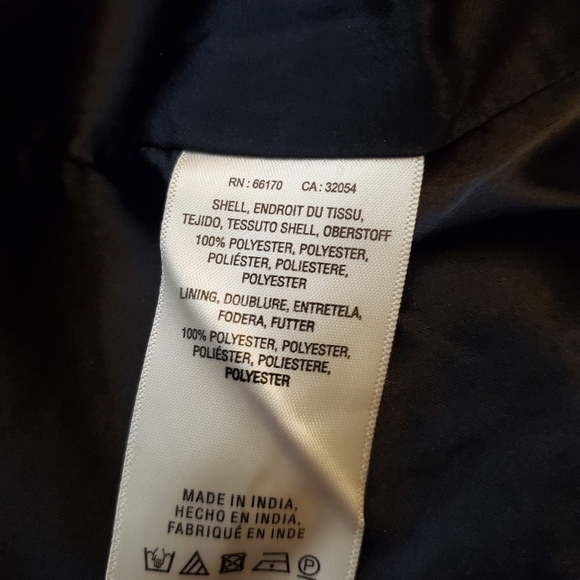 RN : 66170 CA : 32054
SHELL, ENDROIT DU TISSU,
TEJIDO, TESSUTO SHELL, OBERSTOFF
100% POLYESTER, POLYESTER,
POLIÉSTER, POLIESTERE,
POLYESTER
LINING, DOUBLURE, ENTRETELA,
FODERA, FUTTER
100% POLYESTER, POLYESTER,
POLIÉSTER, POLIESTERE,
POLYESTER
MADE IN INDIA,
HECHO EN INDIA,
FABRIQUÉ EN INDE
P